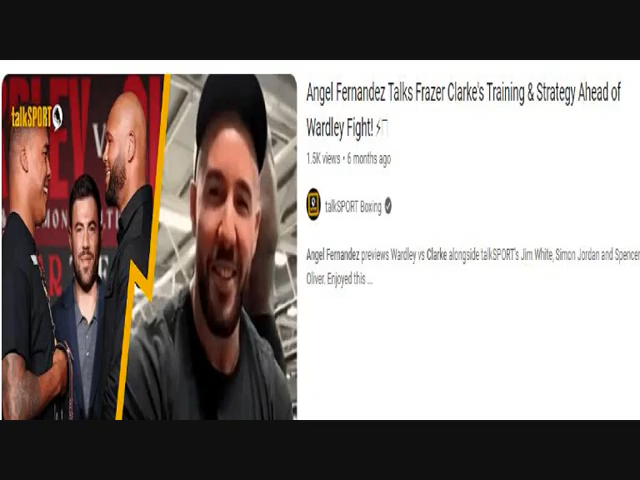 talkSPORT
Angel Fernandez Talks Frazer Clarke's Training & Strategy Ahead of
Wardley Fight! ⚡
1.5K views • 6 months ago
talkSPORT Boxing
Angel Fernandez previews Wardley vs Clarke alongside talkSPORT's Jim White, Simon Jordan and Spencer
Oliver. Enjoyed this ...